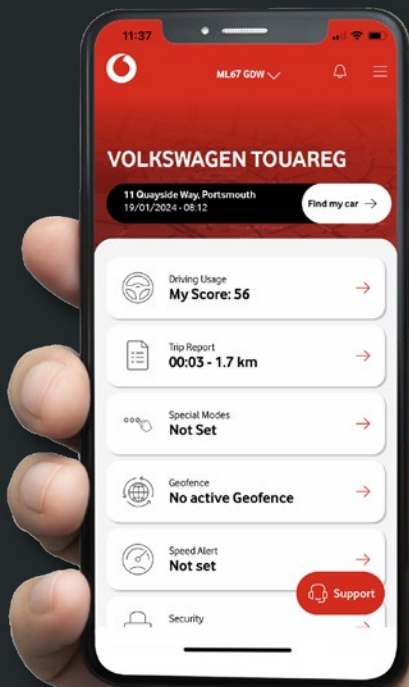 11:37
ML67 GDW
VOLKSWAGEN TOUAREG
11 Quayside Way, Portsmouth
19/01/2024 - 08:12
Find my car
Driving Usage
My Score: 56
Trip Report
00:03 - 1.7 km
Special Modes
Not Set
Geofence
No active Geofence
Speed Alert
Not set
Support
Security